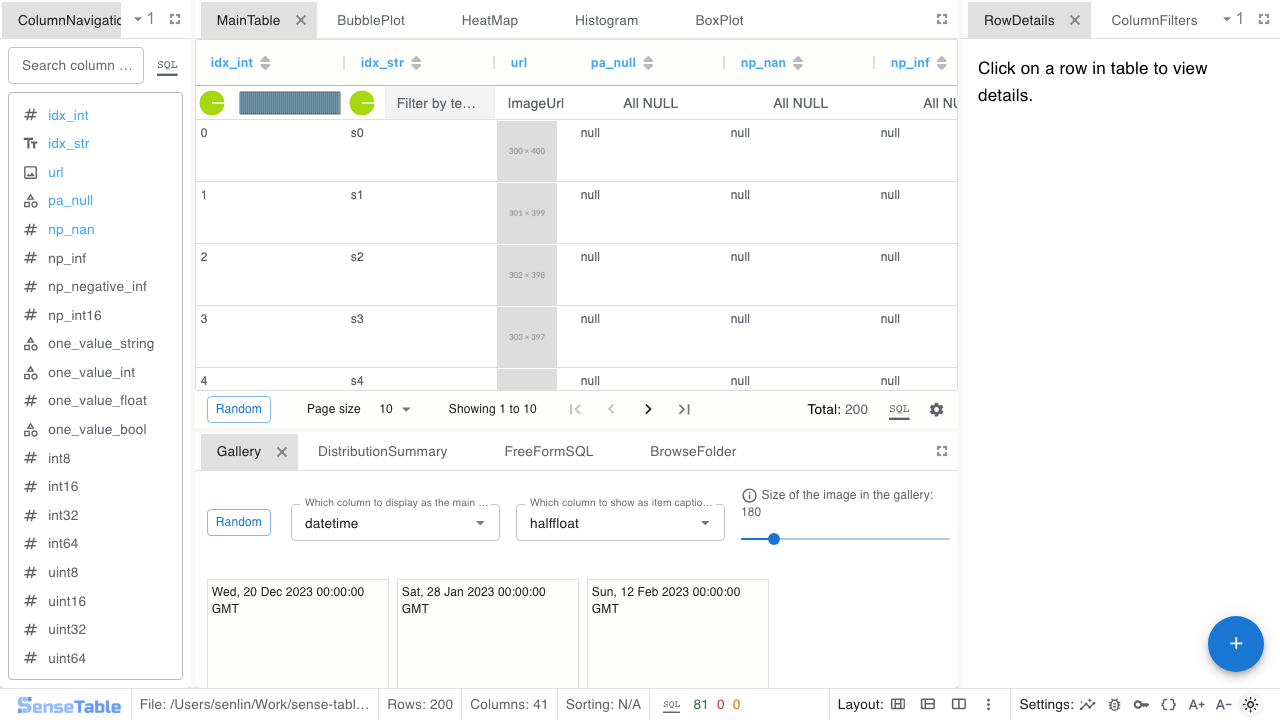 ColumnNavigatio 1
MainTable BubblePlot HeatMap Histogram BoxPlot
RowDetails ColumnFilters 1
Search column ... SQL
idx_int
idx_str
url
pa_null
np_nan
np_inf
np_negative_inf
np_int16
one_value_string
one_value_int
one_value_float
one_value_bool
int8
int16
int32
int64
uint8
uint16
uint32
uint64
idx_int idx_str url pa_null np_nan np_inf
Filter by te... ImageUrl All NULL All NULL All NU
0 s0 300 × 400 null null null
1 s1 301 × 399 null null null
2 s2 302 × 398 null null null
3 s3 303 × 397 null null null
4 s4 null null null
Random Page size 10 Showing 1 to 10 Total: 200 SQL
Gallery DistributionSummary FreeFormSQL BrowseFolder
Random
Which column to display as the main ...
datetime
Which column to show as item captio...
halffloat
Size of the image in the gallery:
180
Wed, 20 Dec 2023 00:00:00
GMT
Sat, 28 Jan 2023 00:00:00
GMT
Sun, 12 Feb 2023 00:00:00
GMT
Click on a row in table to view
details.
+
SenseTable File: /Users/senlin/Work/sense-tabl... Rows: 200 Columns: 41 Sorting: N/A SQL 81 0 0 Layout: Settings: A+ A-